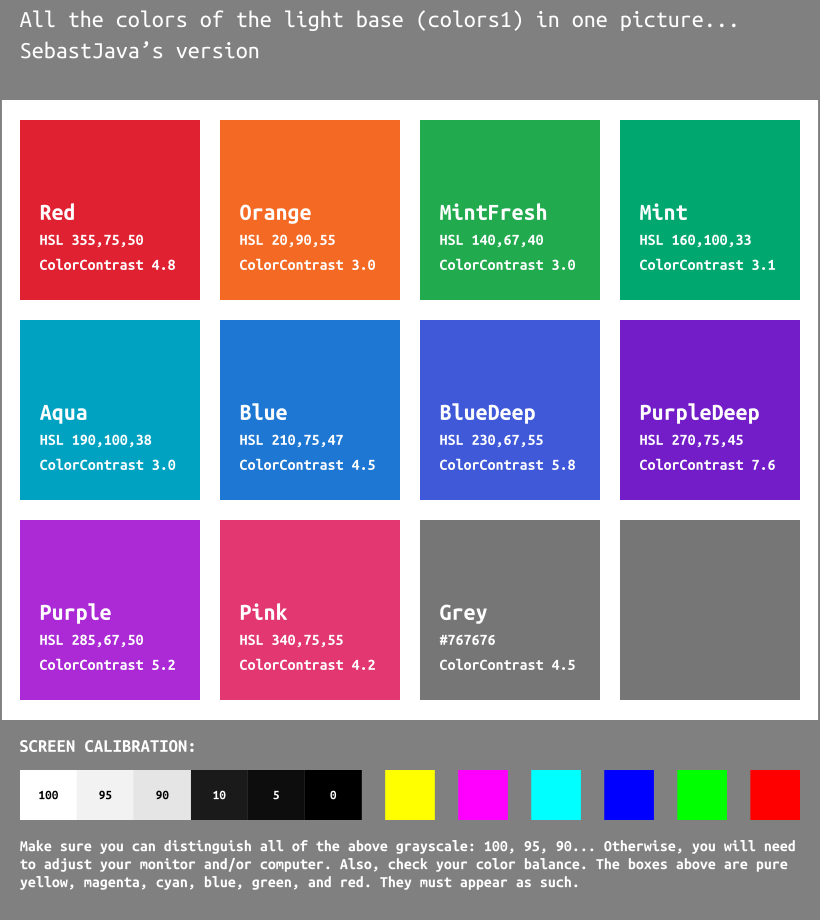 All the colors of the light base (colors1) in one picture...
SebastJava’s version
Red
HSL 355,75,50
ColorContrast 4.8
Orange
HSL 20,90,55
ColorContrast 3.0
MintFresh
HSL 140,67,40
ColorContrast 3.0
Mint
HSL 160,100,33
ColorContrast 3.1
Aqua
HSL 190,100,38
ColorContrast 3.0
Blue
HSL 210,75,47
ColorContrast 4.5
BlueDeep
HSL 230,67,55
ColorContrast 5.8
PurpleDeep
HSL 270,75,45
ColorContrast 7.6
Purple
HSL 285,67,50
ColorContrast 5.2
Pink
HSL 340,75,55
ColorContrast 4.2
Grey
#767676
ColorContrast 4.5
SCREEN CALIBRATION:
100 95 90 10 5 0
Make sure you can distinguish all of the above grayscale: 100, 95, 90... Otherwise, you will need
to adjust your monitor and/or computer. Also, check your color balance. The boxes above are pure
yellow, magenta, cyan, blue, green, and red. They must appear as such.